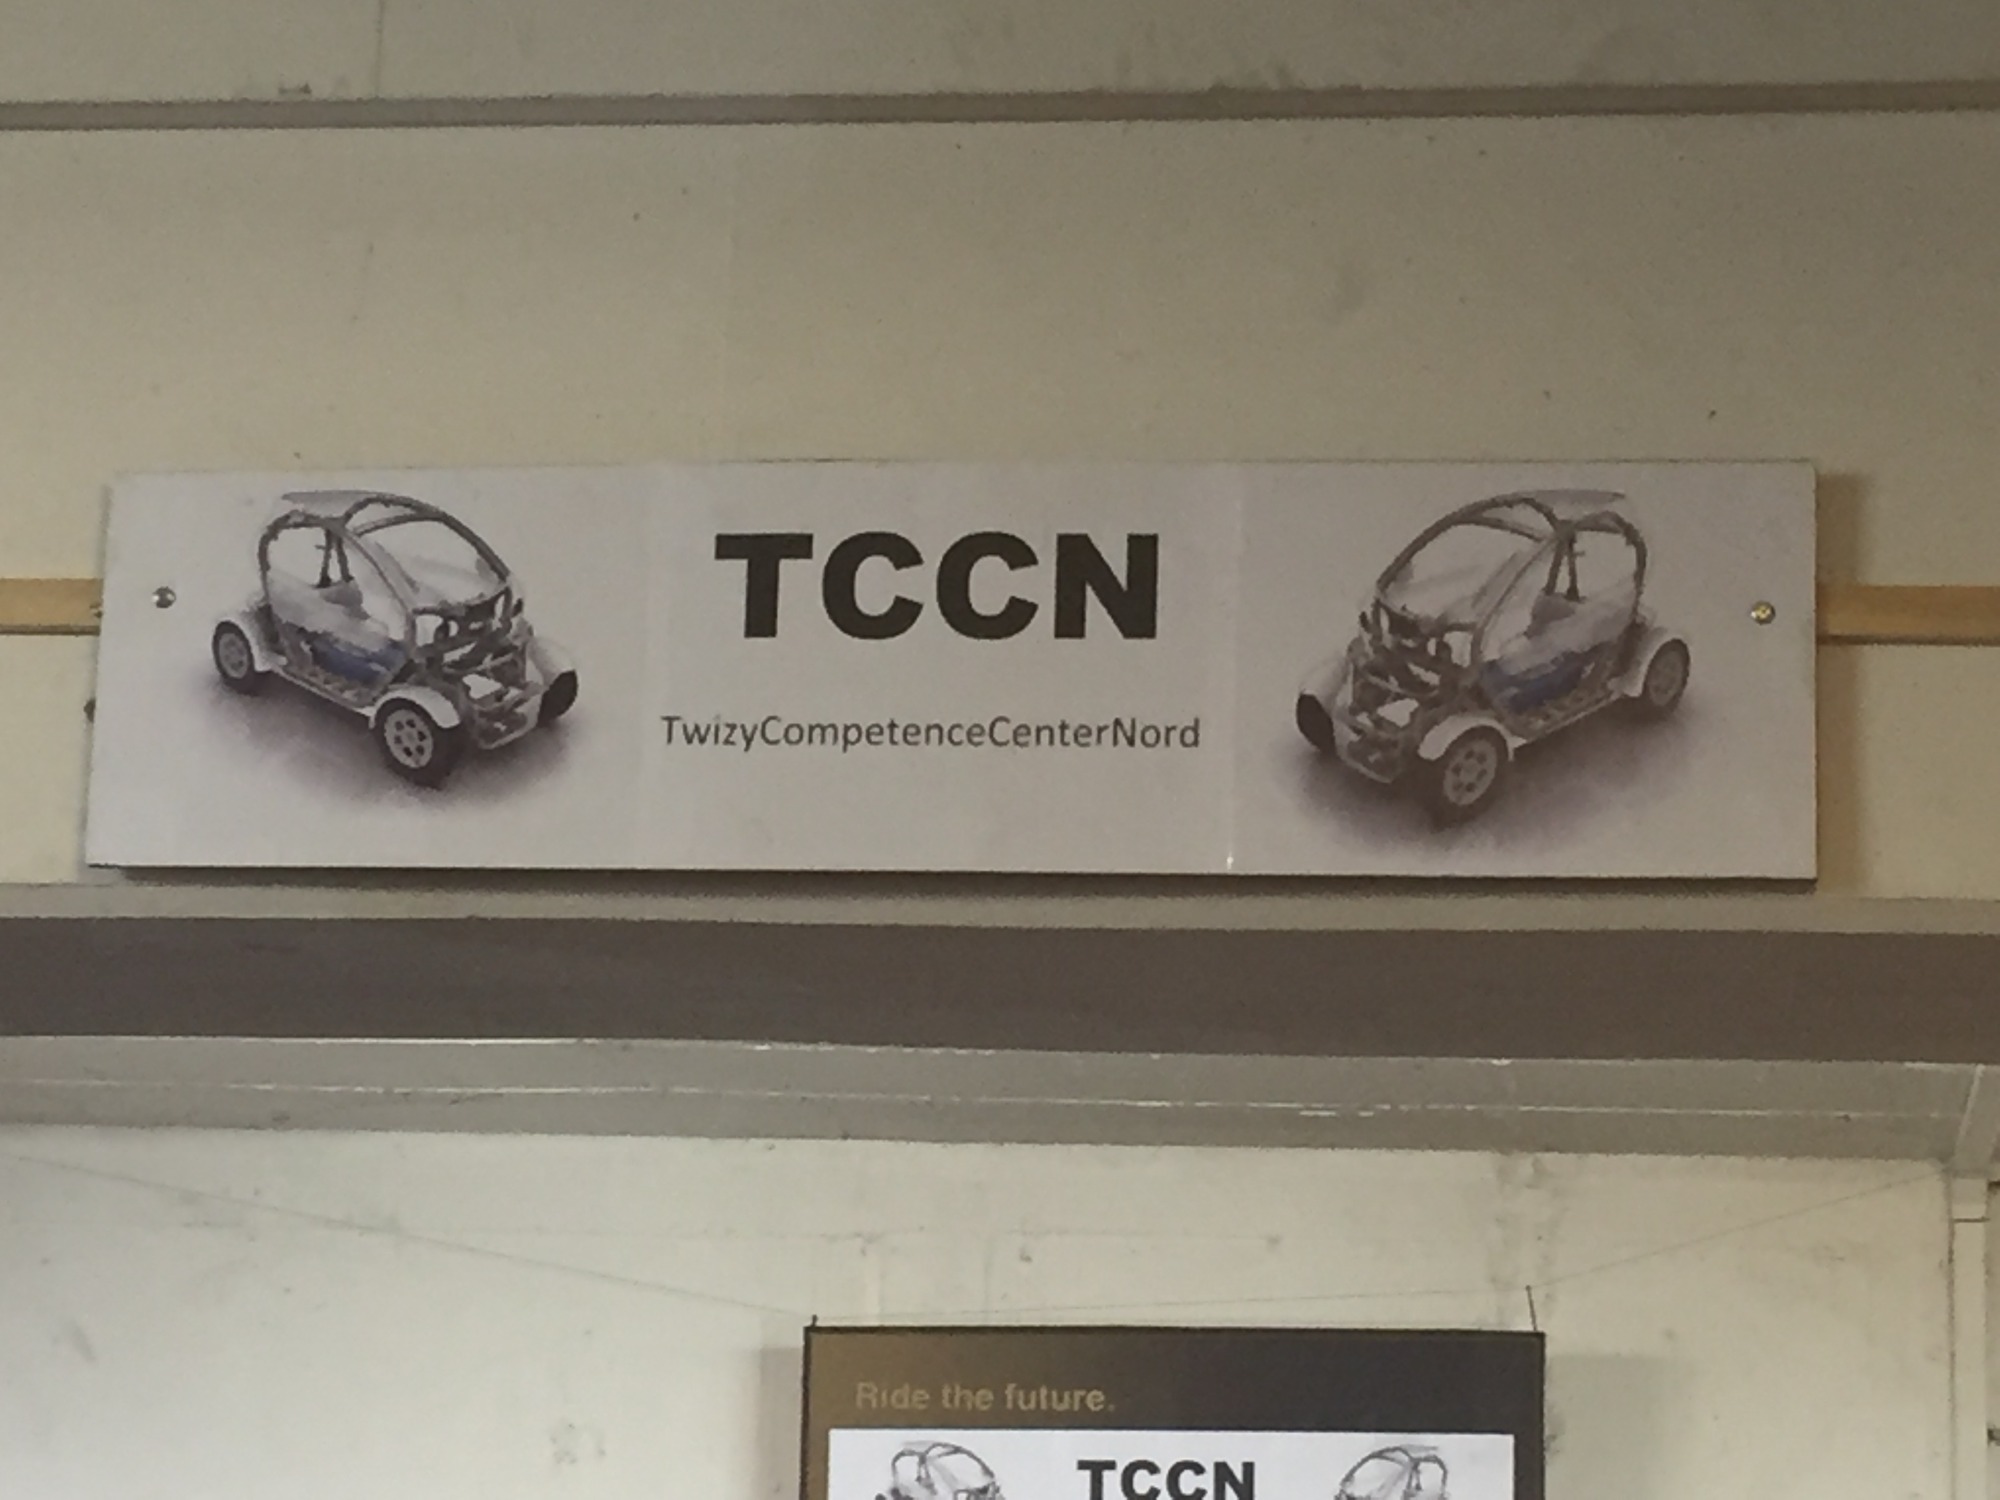 TCCN
TwizyCompetenceCenterNord
Ride the future.
TCCN